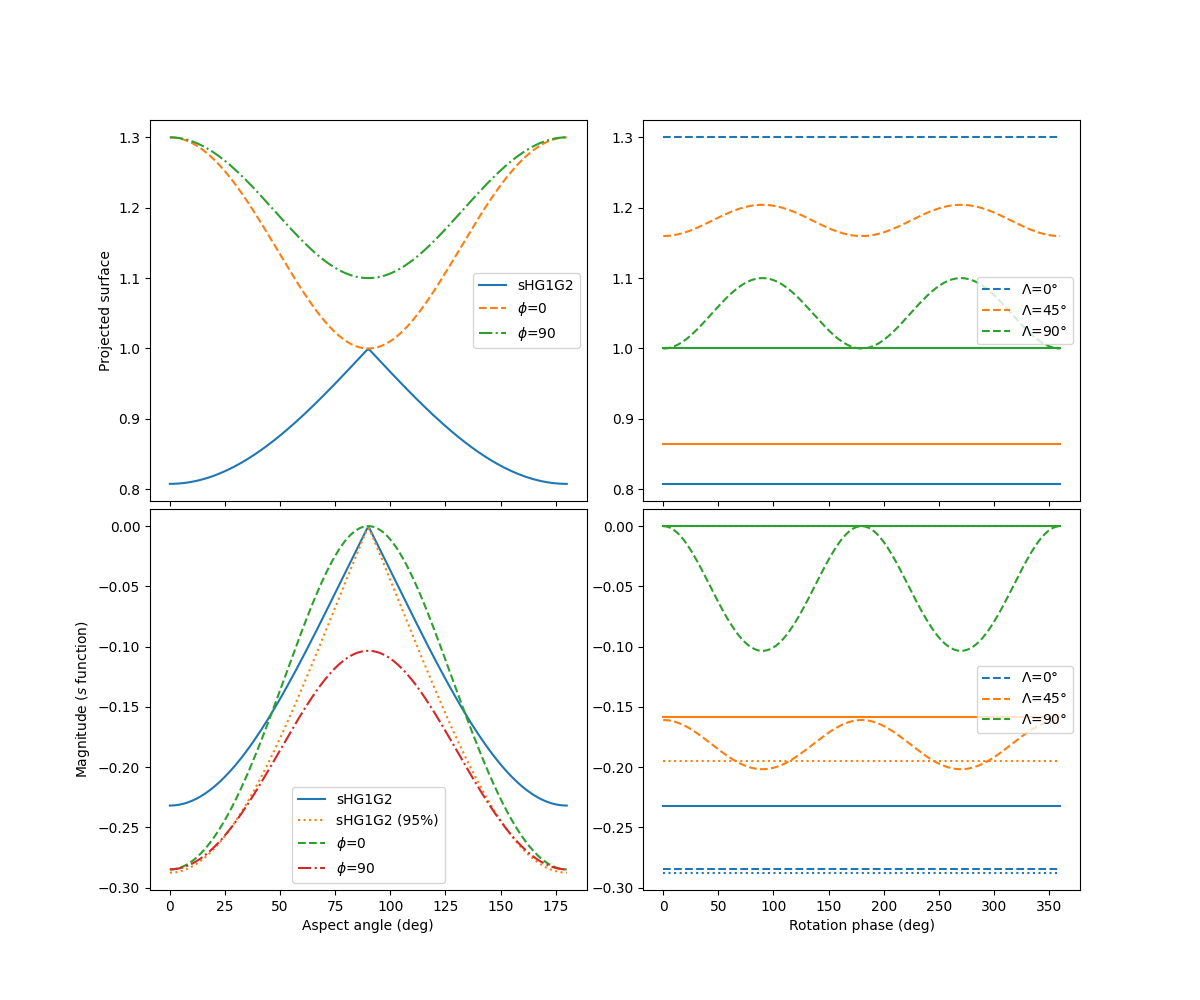 Projected surface
1.3
1.2
1.1
1.0
0.9
0.8
sHG1G2
ϕ=0
ϕ=90
1.3
1.2
1.1
1.0
0.9
0.8
Λ=0°
Λ=45°
Λ=90°
Magnitude (s function)
0.00
−0.05
−0.10
−0.15
−0.20
−0.25
−0.30
sHG1G2
sHG1G2 (95%)
ϕ=0
ϕ=90
0 25 50 75 100 125 150 175
Aspect angle (deg)
0.00
−0.05
−0.10
−0.15
−0.20
−0.25
−0.30
Λ=0°
Λ=45°
Λ=90°
0 50 100 150 200 250 300 350
Rotation phase (deg)